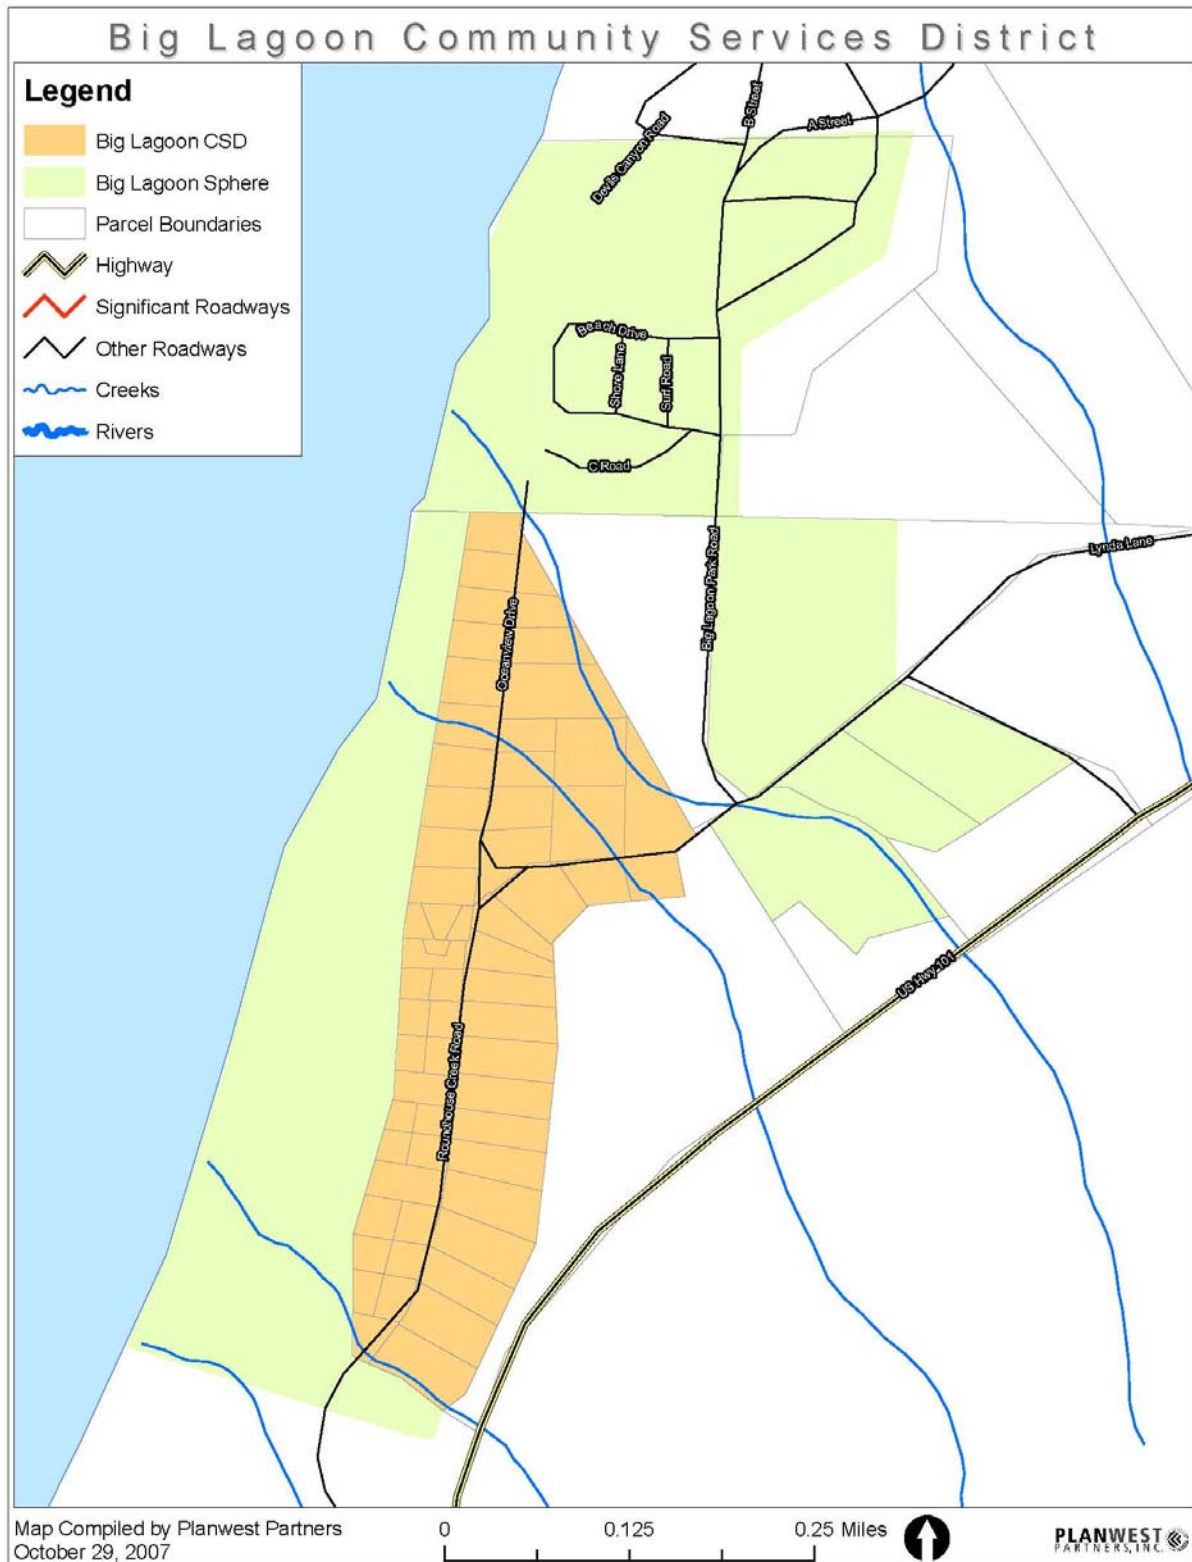 Big Lagoon Community Services District
Legend
Big Lagoon CSD
Big Lagoon Sphere
Parcel Boundaries
Highway
Significant Roadways
Other Roadways
Creeks
Rivers
Devils Canyon Road
B Street
A Street
Beach Drive
Shore Lane
Surf Road
C Road
Big Lagoon Park Road
Lynda Lane
Oceanview Drive
US Hwy 101
Roundhouse Creek Road
Map Compiled by Planwest Partners
October 29, 2007
0 0.125 0.25 Miles
PLANWEST
PARTNERS, INC.